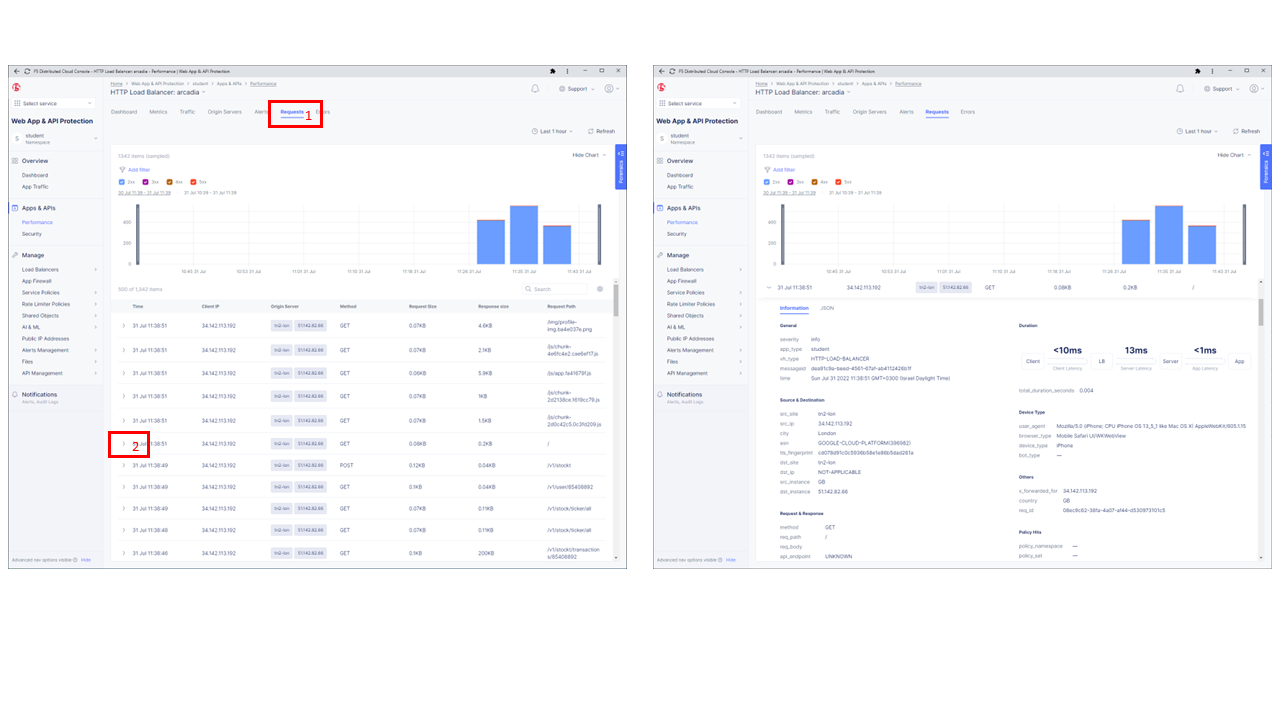 F5 Distributed Cloud Console - HTTP Load Balancer: arcadia - Performance | Web App & API Protection
Home > Web App & API Protection > student > Apps & APIs > Performance
HTTP Load Balancer: arcadia
Support
Select service
Dashboard Metrics Traffic Origin Servers Alerts Requests Errors
1
Web App & API Protection
S student
Namespace
Last 1 hour Refresh
Overview
Dashboard
App Traffic
Apps & APIs
Performance
Security
Manage
Load Balancers
App Firewall
Service Policies
Rate Limiter Policies
Shared Objects
AI & ML
Public IP Addresses
Alerts Management
Files
API Management
Notifications
Alerts, Audit Logs
Advanced nav options visible Hide
1343 items (sampled) Hide Chart
Forensics
Add filter
2xx 3xx 4xx 5xx
30 Jul 11:39 - 31 Jul 11:39 31 Jul 10:39 - 31 Jul 11:39
400
200
0
10:45 31 Jul 10:53 31 Jul 11:01 31 Jul 11:10 31 Jul 11:18 31 Jul 11:26 31 Jul 11:35 31 Jul 11:43 31 Jul
500 of 1,343 items Search
Time Client IP Origin Server Method Request Size Response size Request Path
31 Jul 11:38:51 34.142.113.192 tn2-lon 51.142.82.66 GET 0.07KB 4.6KB /img/profile-
img.ba4e037e.png
31 Jul 11:38:51 34.142.113.192 tn2-lon 51.142.82.66 GET 0.07KB 2.1KB /js/chunk-
4e6fc4e2.cae6ef17.js
31 Jul 11:38:51 34.142.113.192 tn2-lon 51.142.82.66 GET 0.06KB 5.9KB /js/app.fa41679f.js
31 Jul 11:38:51 34.142.113.192 tn2-lon 51.142.82.66 GET 0.07KB 1KB /js/chunk-
2d2138ce.1619cc79.js
31 Jul 11:38:51 34.142.113.192 tn2-lon 51.142.82.66 GET 0.07KB 1.5KB /js/chunk-
2d0c42c5.0c3fd209.js
2 31 Jul 11:38:51 34.142.113.192 tn2-lon 51.142.82.66 GET 0.08KB 0.2KB /
31 Jul 11:38:49 34.142.113.192 tn2-lon 51.142.82.66 POST 0.12KB 0.04KB /v1/stockt
31 Jul 11:38:49 34.142.113.192 tn2-lon 51.142.82.66 GET 0.1KB 0.04KB /v1/user/85408892
31 Jul 11:38:49 34.142.113.192 tn2-lon 51.142.82.66 GET 0.07KB 0.11KB /v1/stock/ticker/all
31 Jul 11:38:48 34.142.113.192 tn2-lon 51.142.82.66 GET 0.07KB 0.11KB /v1/stock/ticker/all
31 Jul 11:38:46 34.142.113.192 tn2-lon 51.142.82.66 GET 0.1KB 200KB /v1/stockt/transaction
s/85408892
F5 Distributed Cloud Console - HTTP Load Balancer: arcadia - Performance | Web App & API Protection
Home > Web App & API Protection > student > Apps & APIs > Performance
HTTP Load Balancer: arcadia
Support
Select service
Dashboard Metrics Traffic Origin Servers Alerts Requests Errors
Web App & API Protection
S student
Namespace
Last 1 hour Refresh
Overview
Dashboard
App Traffic
Apps & APIs
Performance
Security
Manage
Load Balancers
App Firewall
Service Policies
Rate Limiter Policies
Shared Objects
AI & ML
Public IP Addresses
Alerts Management
Files
API Management
Notifications
Alerts, Audit Logs
Advanced nav options visible Hide
1343 items (sampled) Hide Chart
Forensics
Add filter
2xx 3xx 4xx 5xx
30 Jul 11:39 - 31 Jul 11:39 31 Jul 10:39 - 31 Jul 11:39
400
200
0
10:45 31 Jul 10:53 31 Jul 11:01 31 Jul 11:10 31 Jul 11:18 31 Jul 11:26 31 Jul 11:35 31 Jul 11:43 31 Jul
31 Jul 11:38:51 34.142.113.192 tn2-lon 51.142.82.66 GET 0.08KB 0.2KB /
Information JSON
General
severity info
app_type student
vh_type HTTP-LOAD-BALANCER
messageid
time Sun Jul 31 2022 11:38:51 GMT+0300 (Israel Daylight Time)
Source & Destination
src_site tn2-lon
src_ip 34.142.113.192
city London
asn GOOGLE-CLOUD-PLATFORM(396982)
tls_fingerprint
dst_site tn2-lon
dst_ip NOT-APPLICABLE
src_instance GB
dst_instance 51.142.82.66
Request & Response
method GET
req_path /
req_body
api_endpoint UNKNOWN
Duration
<10ms 13ms <1ms
Client LB Server App
Client Latency Server Latency App Latency
total_duration_seconds 0.004
Device Type
user_agent Mozilla/5.0 (iPhone; CPU iPhone OS 13_5_1 like Mac OS X) AppleWebKit/605.1.15
browser_type Mobile Safari UI/WKWebView
device_type iPhone
bot_type —
Others
x_forwarded_for 34.142.113.192
country GB
req_id
Policy Hits
policy_namespace —
policy_set —